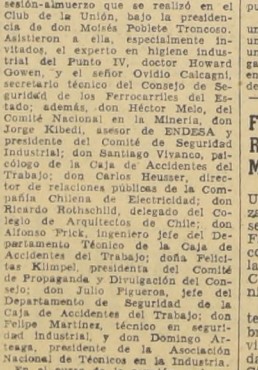 sesión-almuerzo que se realizó en el
Club de la Unión, bajo la presiden-
cia de don Moisés Poblete Troncoso.
Asistieron a ella, especialmente in-
vitados, el experto en higiene indus-
trial del Punto IV, doctor Howard
Gowen, y el señor Ovidio Calcagni,
secretario técnico del Consejo de Se-
guridad de los Ferrocarriles del Es-
tado; además, don Héctor Melo, del
Comité Nacional en la Minería, don
Jorge Kibedi, asesor de ENDESA y
presidente del Comité de Seguridad
Industrial; don Santiago Vivanco, psi-
cólogo de la Caja de Accidentes del
Trabajo; don Carlos Heusser, direc-
tor de relaciones públicas de la Com-
pañía Chilena de Electricidad; don
Ricardo Rothschild, delegado del Co-
legio de Arquitectos de Chile; don
Alfonso Frick, ingeniero jefe del De-
partamento Técnico de la Caja de
Accidentes del Trabajo; doña Felici-
tas Klimpel, presidenta del Comité
de Propaganda y Divulgación del Con-
sejo; don Julio Figueroa, jefe del
Departamento de Seguridad de la
Caja de Accidentes del Trabajo; don
Felipe Martínez, técnico en seguri-
dad industrial, y don Domingo Ar-
teaga, presidente de la Asociación
Nacional de Técnicos en la Industria.